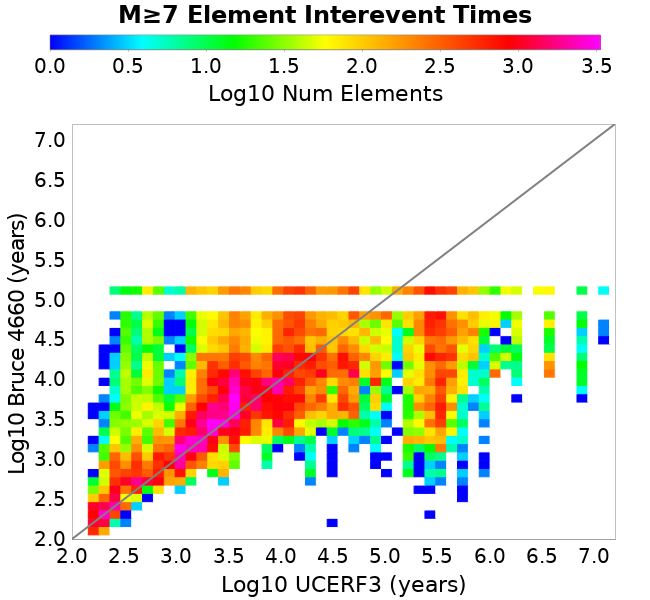 M≥7 Element Interevent Times
0.0 0.5 1.0 1.5 2.0 2.5 3.0 3.5
Log10 Num Elements
Log10 Bruce 4660 (years)
7.0
6.5
6.0
5.5
5.0
4.5
4.0
3.5
3.0
2.5
2.0
2.0 2.5 3.0 3.5 4.0 4.5 5.0 5.5 6.0 6.5 7.0
Log10 UCERF3 (years)